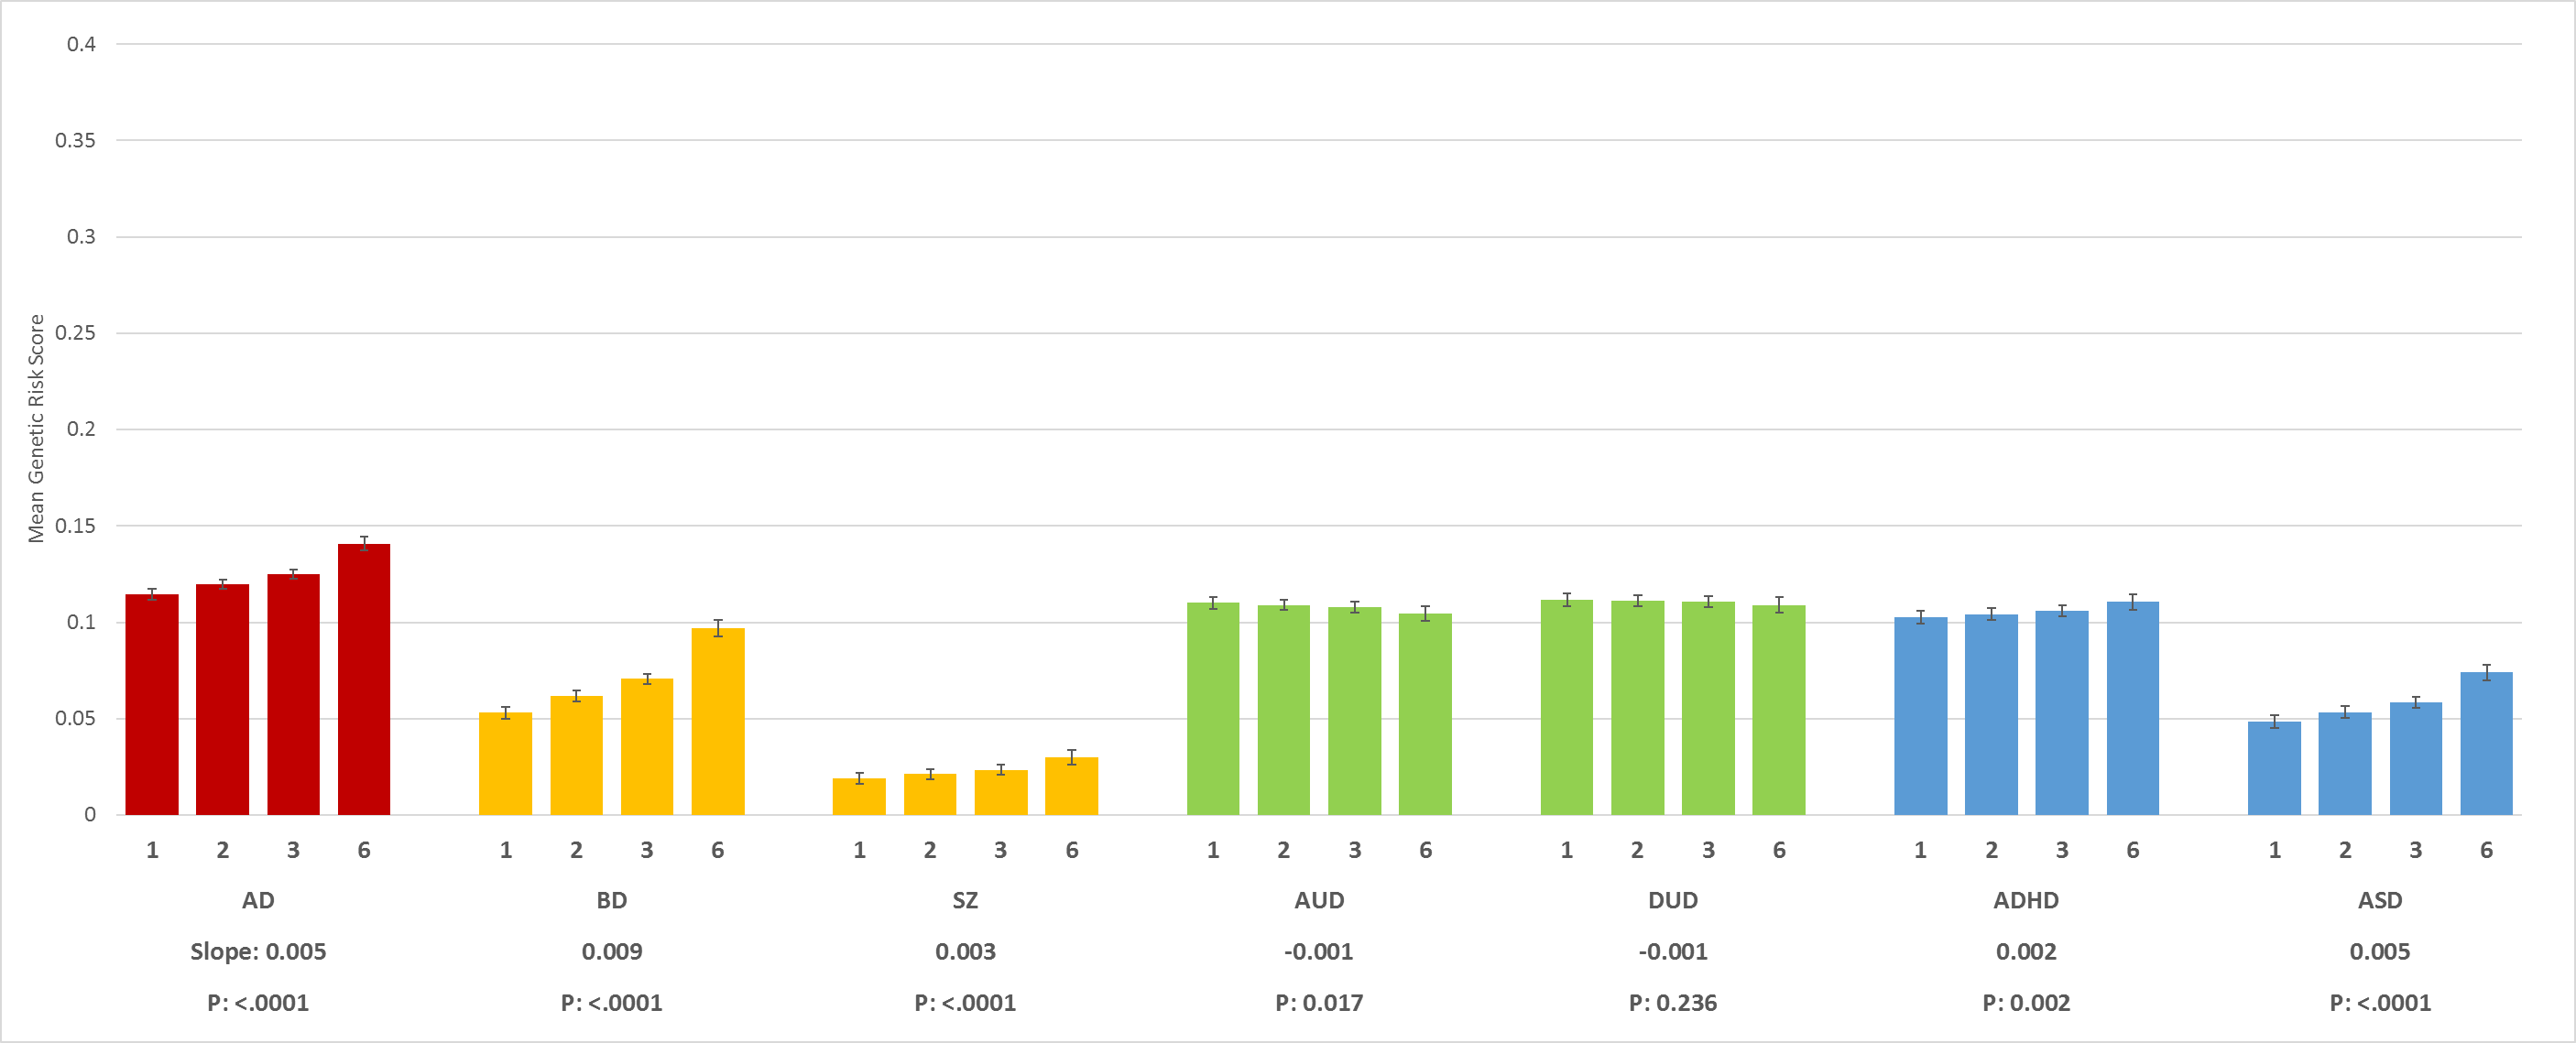 0.4
0.35
0.3
0.25
0.2
0.15
0.1
0.05
0
Mean Genetic Risk Score
1 2 3 6 1 2 3 6 1 2 3 6 1 2 3 6 1 2 3 6 1 2 3 6 1 2 3 6
AD BD SZ AUD DUD ADHD ASD
Slope: 0.005 0.009 0.003 -0.001 -0.001 0.002 0.005
P: <.0001 P: <.0001 P: <.0001 P: 0.017 P: 0.236 P: 0.002 P: <.0001